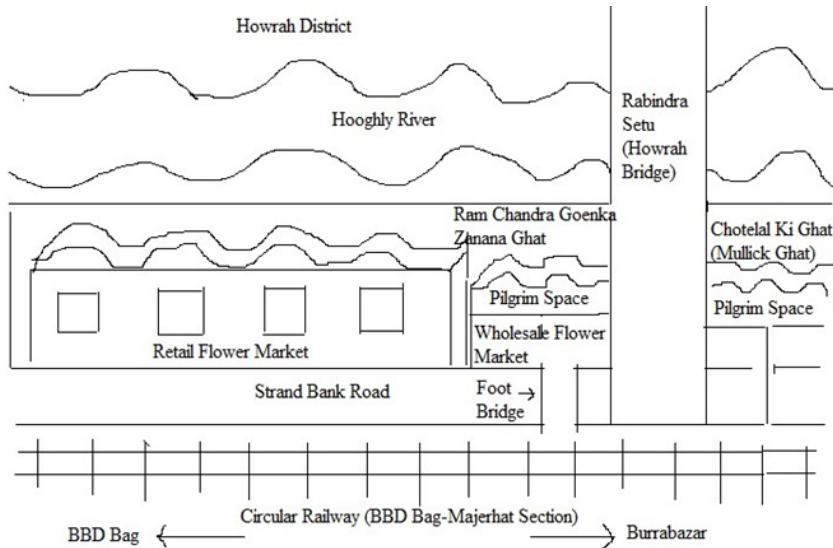 Howrah District
Hooghly River
Rabindra
Setu
(Howrah
Bridge)
Ram Chandra Goenka
Zanana Ghat
Chotelal Ki Ghat
(Mullick Ghat)
Pilgrim Space
Pilgrim Space
Wholesale Flower
Market
Retail Flower Market
Strand Bank Road
Foot
Bridge
Circular Railway (BBD Bag-Majerhat Section)
BBD Bag
Burrabazar